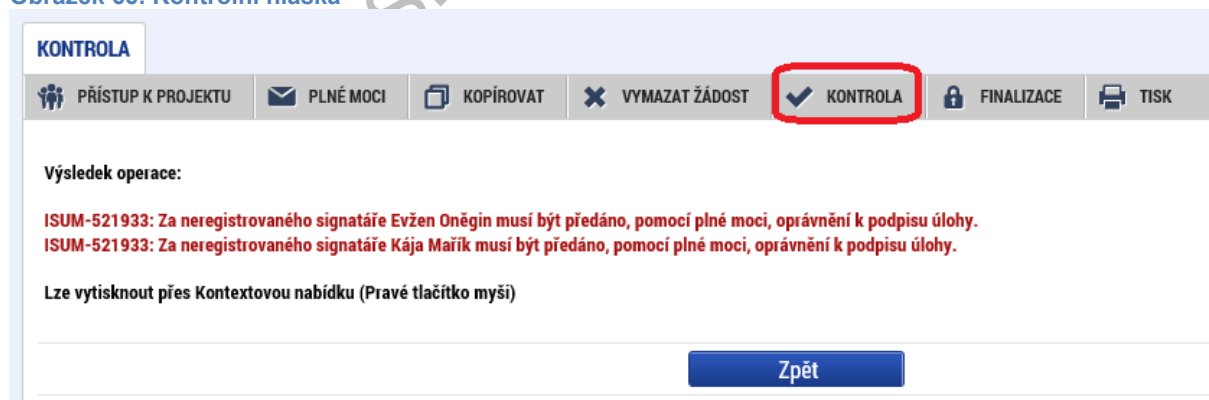 KONTROLA
PŘÍSTUP K PROJEKTU PLNÉ MOCI KOPÍROVAT VYMAZAT ŽÁDOST KONTROLA FINALIZACE TISK
Výsledek operace:
ISUM-521933: Za neregistrovaného signatáře Evžen Oněgin musí být předáno, pomocí plné moci, oprávnění k podpisu úlohy.
ISUM-521933: Za neregistrovaného signatáře Kája Mařík musí být předáno, pomocí plné moci, oprávnění k podpisu úlohy.
Lze vytisknout přes Kontextovou nabídku (Pravé tlačítko myši)
Zpět